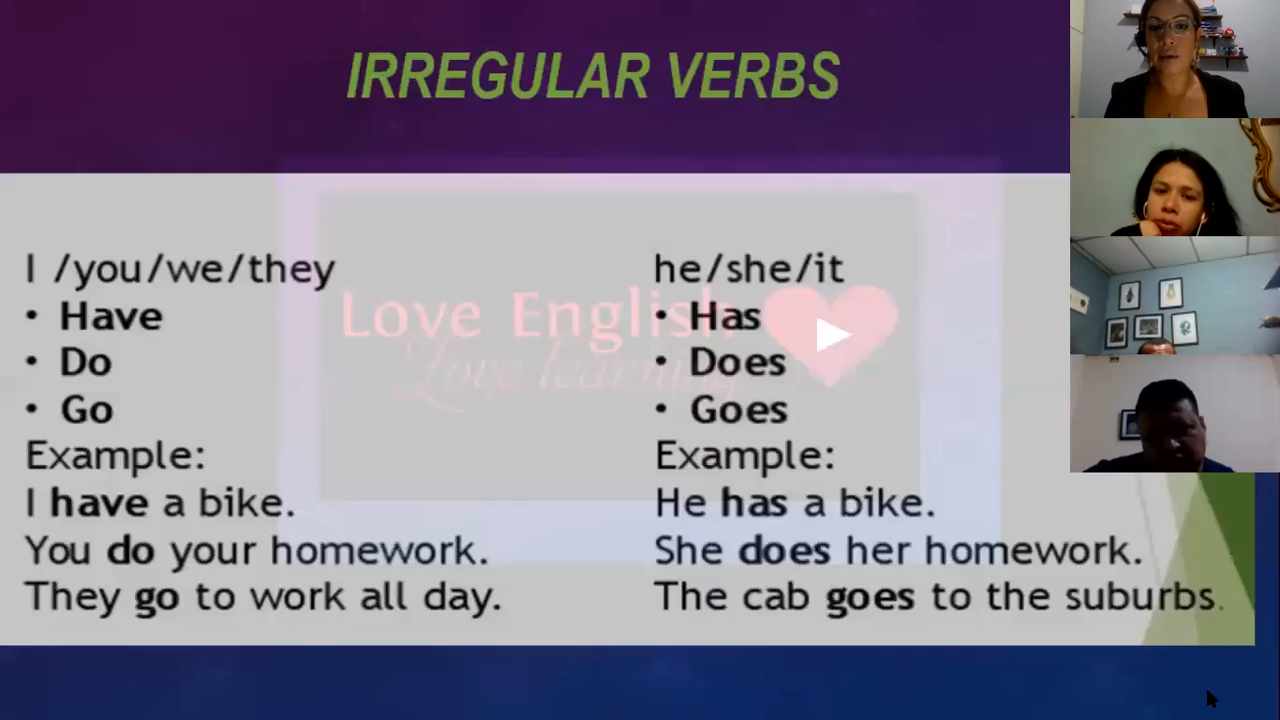 IRREGULAR VERBS
I /you/we/they
• Have
• Do
• Go
Example:
I have a bike.
You do your homework.
They go to work all day.
he/she/it
• Has
• Does
• Goes
Example:
He has a bike.
She does her homework.
The cab goes to the suburbs.
Love English
Love learning